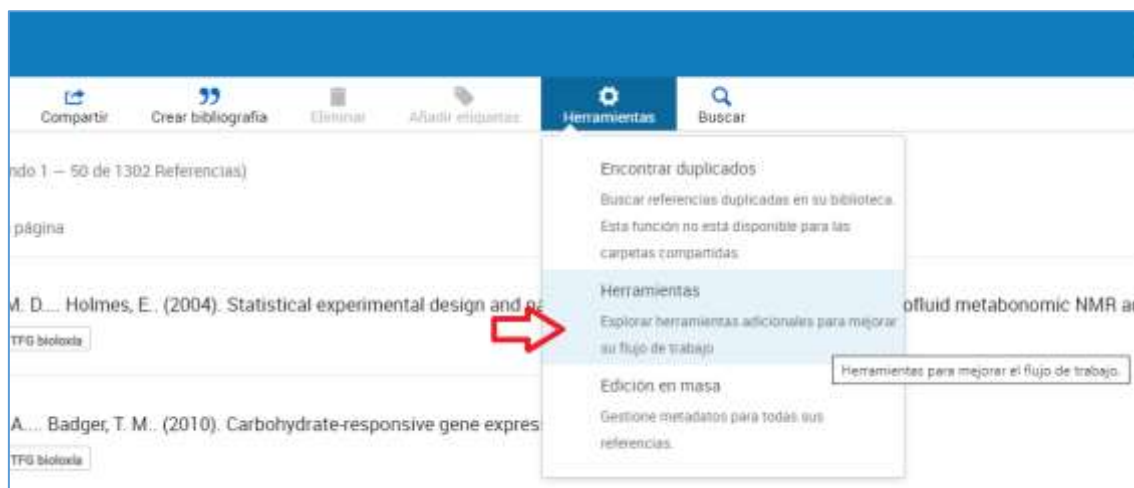 Compartir
Crear bibliografía
Eliminar
Añadir etiquetas
Herramientas
Buscar
ndo 1 – 50 de 1302 Referencias)
página
Encontrar duplicados
Buscar referencias duplicadas en su biblioteca.
Esta función no está disponible para las
carpetas compartidas
Herramientas
Explorar herramientas adicionales para mejorar
su flujo de trabajo
Herramientas para mejorar el flujo de trabajo.
Edición en masa
Gestione metadatos para todas sus
referencias.
M. D.... Holmes, E.. (2004). Statistical experimental design and pa
ofluid metabonomic NMR a
TFG bioloxía
A.... Badger, T. M.. (2010). Carbohydrate-responsive gene expres
TFG bioloxía